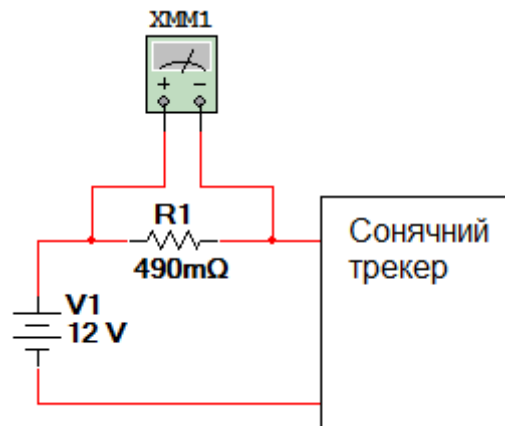 XMM1
+ −
R1
490mΩ
Сонячний
трекер
V1
12 V